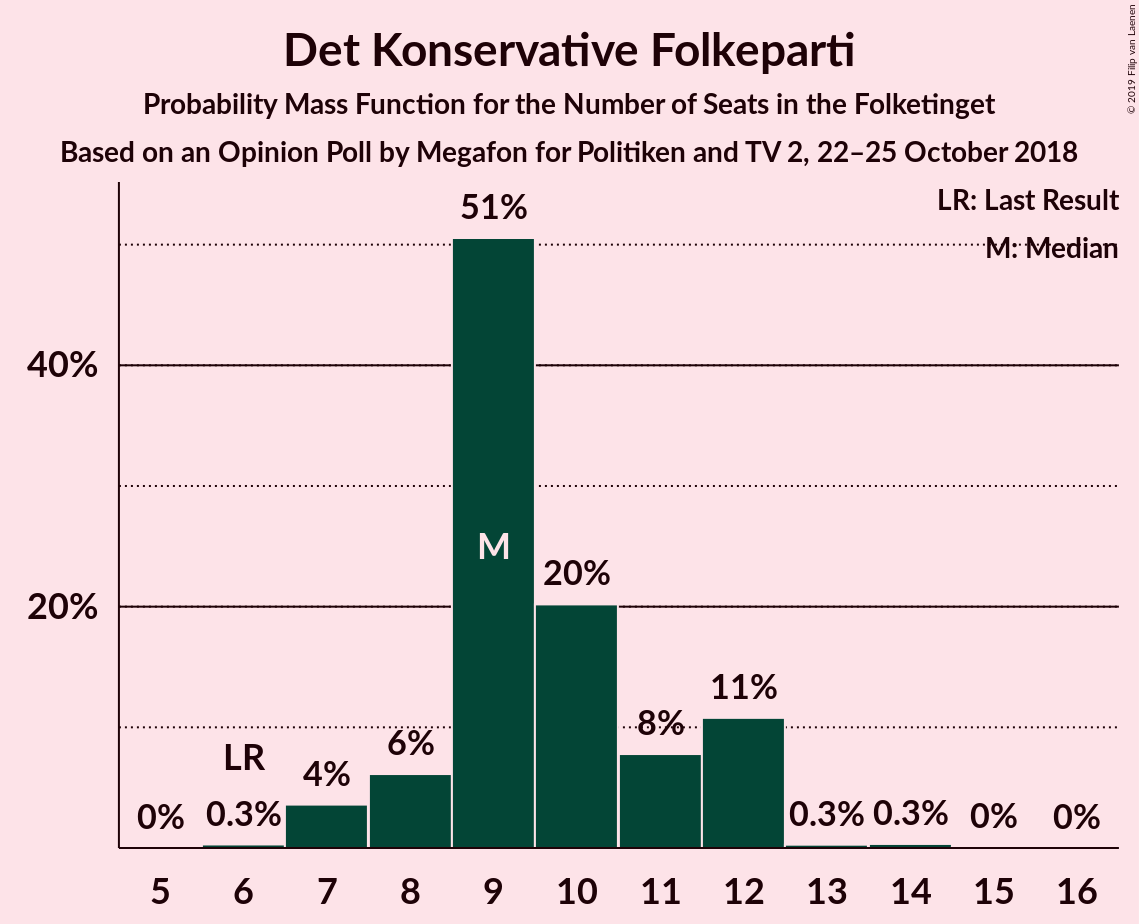 Det Konservative Folkeparti
Probability Mass Function for the Number of Seats in the Folketinget
Based on an Opinion Poll by Megafon for Politiken and TV 2, 22–25 October 2018
© 2019 Filip van Laenen
LR: Last Result
M: Median
40%
20%
0%
LR
0.3%
4%
6%
51%
M
20%
8%
11%
0.3%
0.3%
0%
0%
5 6 7 8 9 10 11 12 13 14 15 16